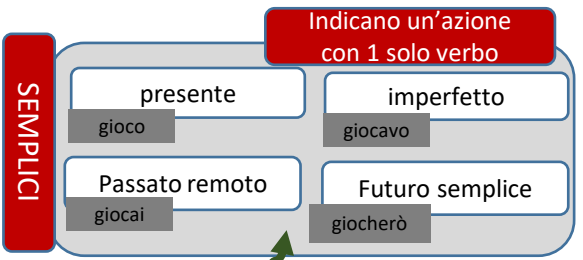 Indicano un'azione
con 1 solo verbo
SEMPLICI
presente
gioco
imperfetto
giocavo
Passato remoto
giocai
Futuro semplice
giocherò